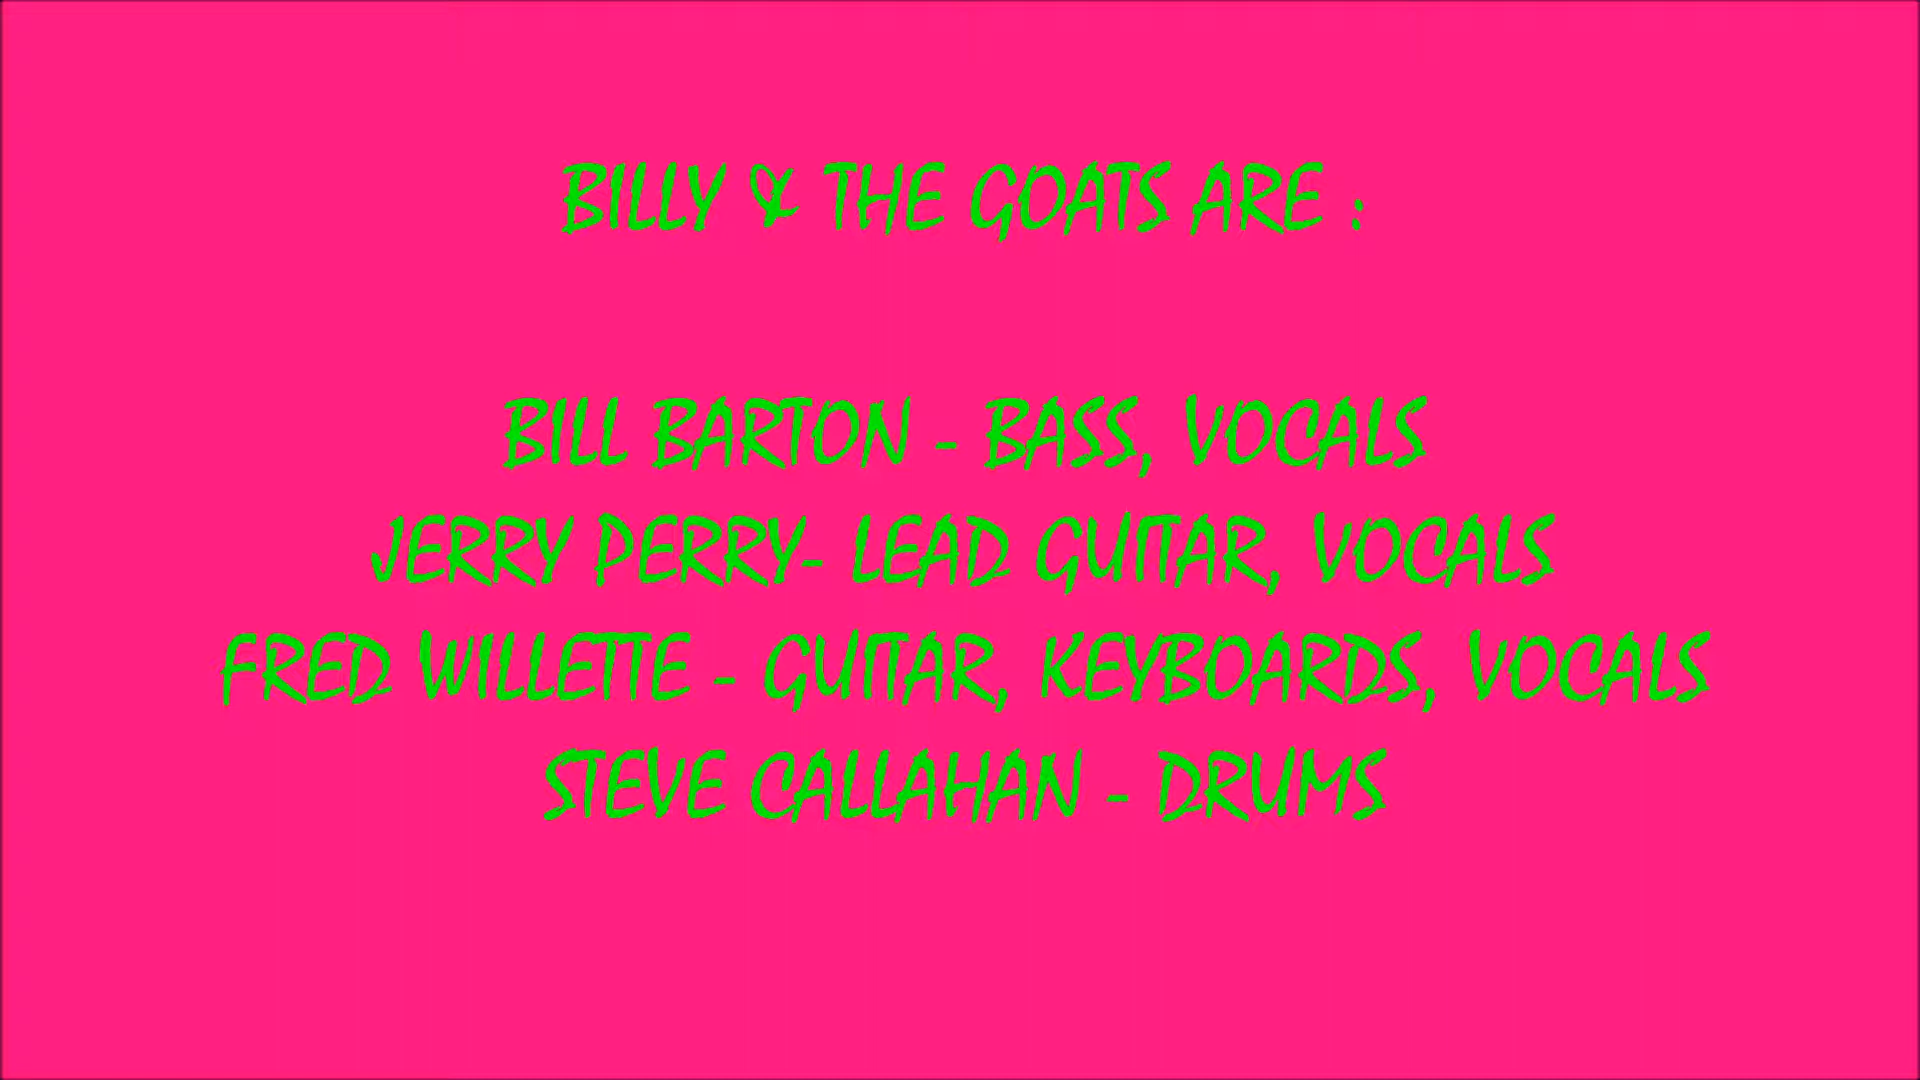 BILLY & THE GOATS ARE :
BILL BARTON - BASS, VOCALS
JERRY PERRY- LEAD GUITAR, VOCALS
FRED WILLETTE - GUITAR, KEYBOARDS, VOCALS
STEVE CALLAHAN - DRUMS